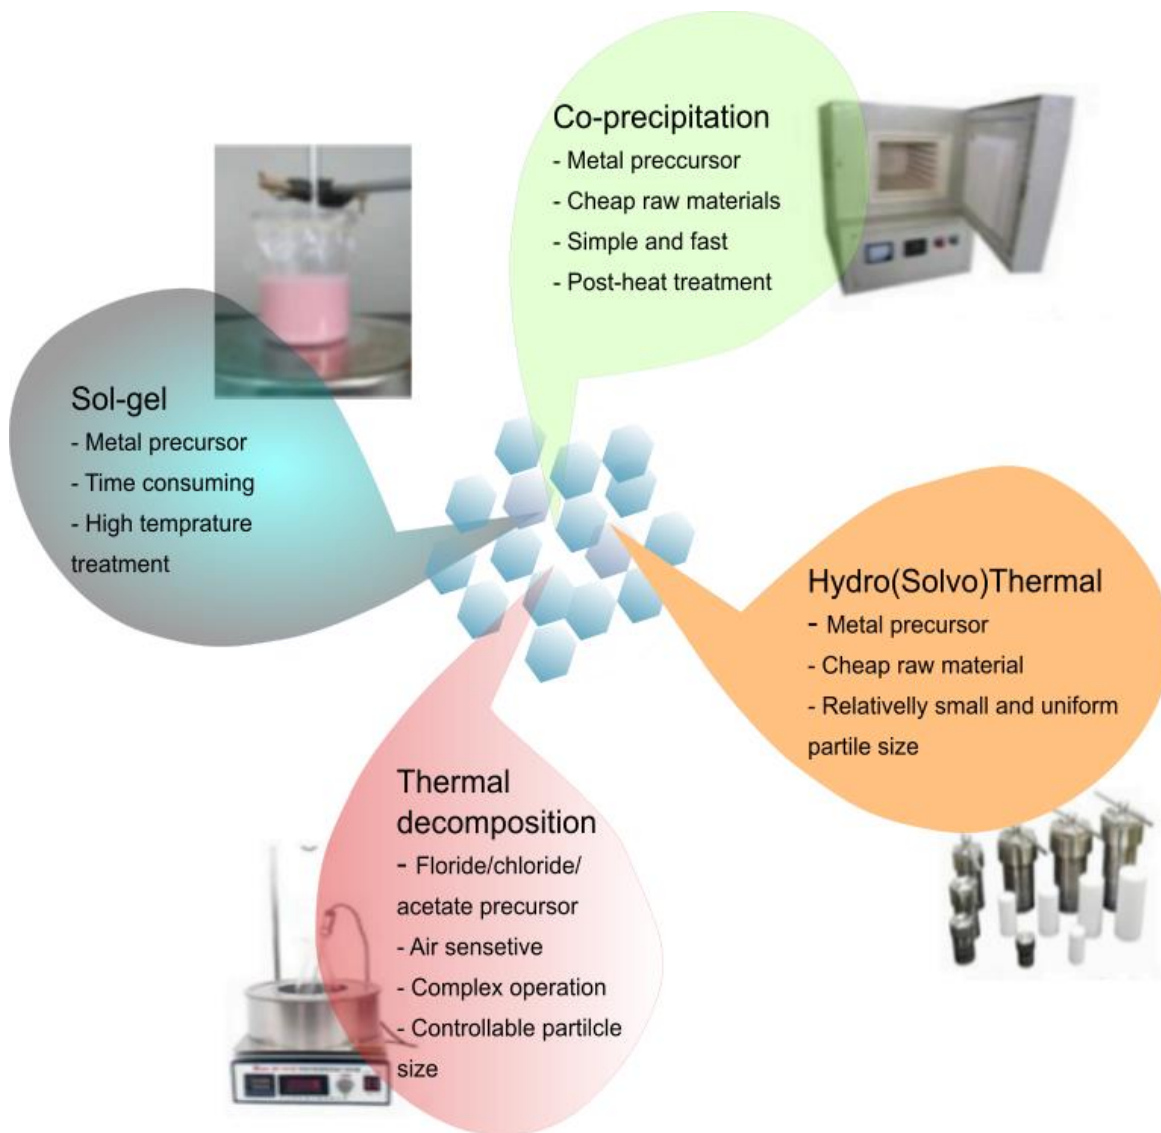 Co-precipitation
- Metal preccursor
- Cheap raw materials
- Simple and fast
- Post-heat treatment
Sol-gel
- Metal precursor
- Time consuming
- High temprature
treatment
Hydro(Solvo)Thermal
- Metal precursor
- Cheap raw material
- Relativelly small and uniform
partile size
Thermal
decomposition
- Floride/chloride/
acetate precursor
- Air sensetive
- Complex operation
- Controllable partilcle
size